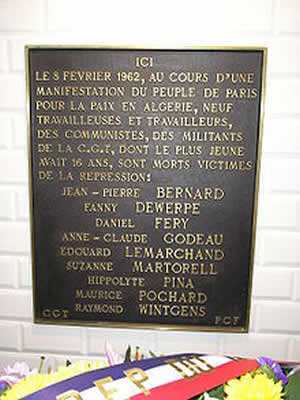 ICI
LE 8 FÉVRIER 1962, AU COURS D'UNE
MANIFESTATION DU PEUPLE DE PARIS
POUR LA PAIX EN ALGÉRIE, NEUF
TRAVAILLEUSES ET TRAVAILLEURS,
DES COMMUNISTES, DES MILITANTS
DE LA C.G.T, DONT LE PLUS JEUNE
AVAIT 16 ANS, SONT MORTS VICTIMES
DE LA RÉPRESSION:
JEAN-PIERRE BERNARD
FANNY DEWERPE
DANIEL FERY
ANNE-CLAUDE GODEAU
EDOUARD LEMARCHAND
SUZANNE MARTORELL
HIPPOLYTE PINA
MAURICE POCHARD
RAYMOND WINTGENS
CGT PCF